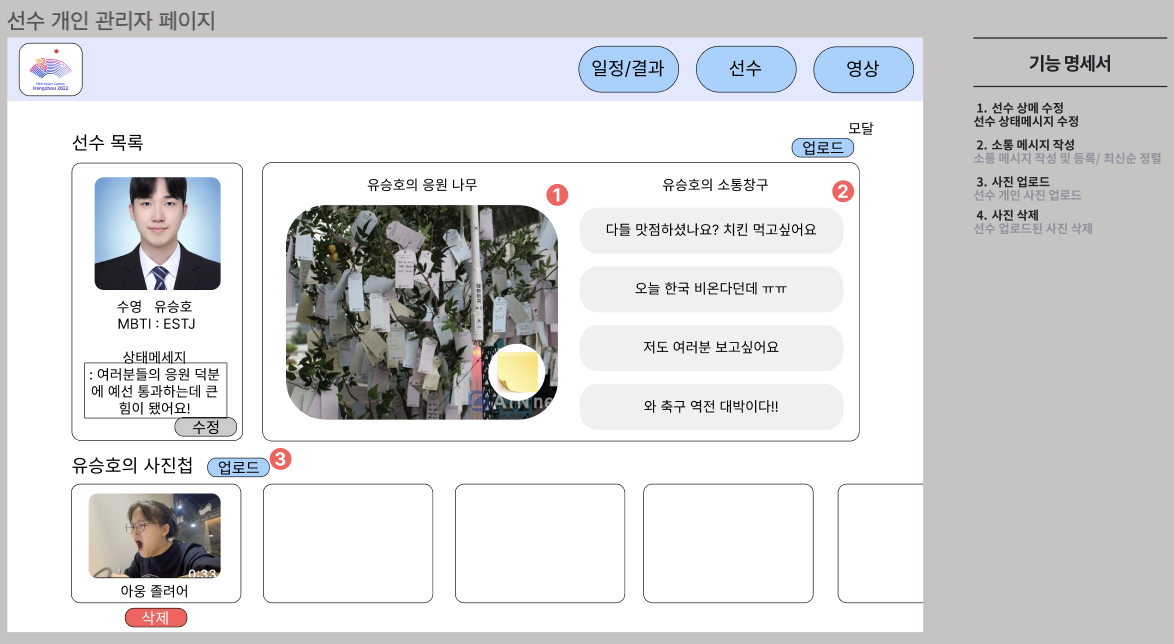 선수 개인 관리자 페이지
Hangzhou 2022
일정/결과
선수
영상
선수 목록
모달
업로드
수영 유승호
MBTI : ESTJ
상태메세지
: 여러분들의 응원 덕분
에 예선 통과하는데 큰
힘이 됐어요!
수정
유승호의 응원 나무
1
유승호의 소통창구
2
다들 맛점하셨나요? 치킨 먹고싶어요
오늘 한국 비온다던데 ㅠㅠ
저도 여러분 보고싶어요
와 축구 역전 대박이다!!
유승호의 사진첩
업로드
3
0:33
아웅 졸려어
삭제
기능 명세서
1. 선수 상메 수정
선수 상태메시지 수정
2. 소통 메시지 작성
소통 메시지 작성 및 등록/ 최신순 정렬
3. 사진 업로드
선수 개인 사진 업로드
4. 사진 삭제
선수 업로드된 사진 삭제